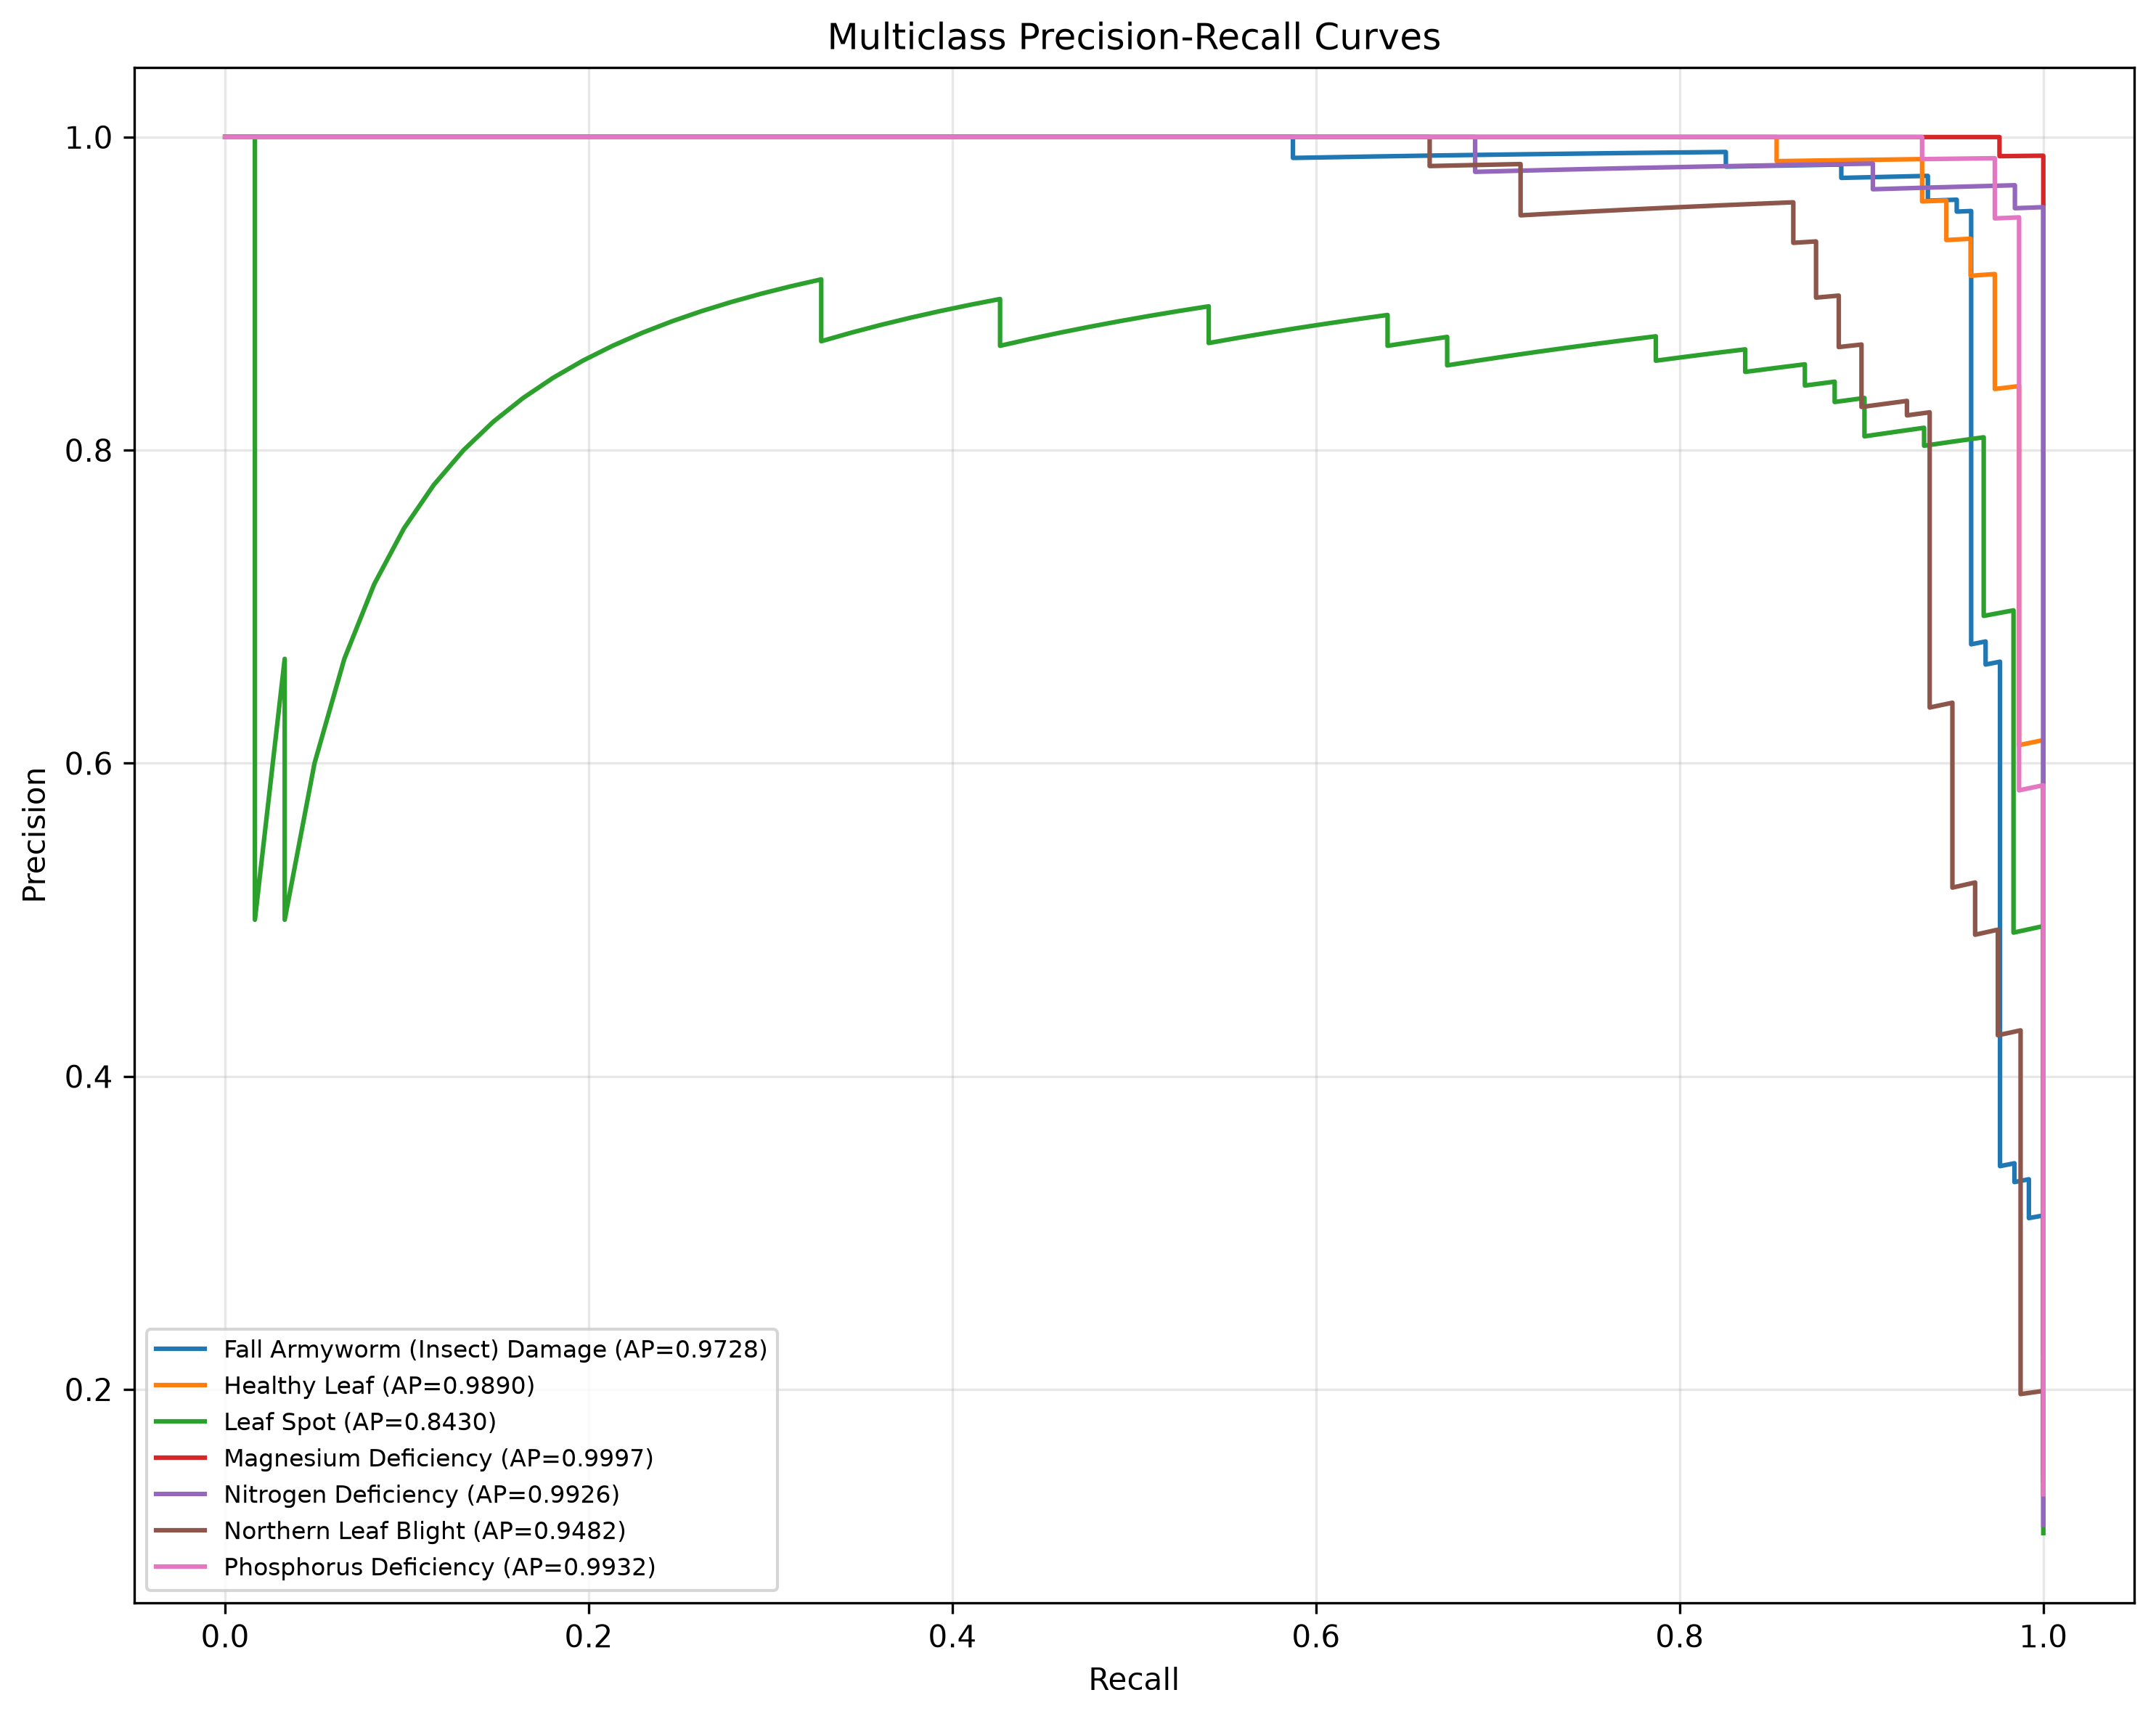 Multiclass Precision-Recall Curves
1.0
0.8
0.6
0.4
0.2
Precision
Fall Armyworm (Insect) Damage (AP=0.9728)
Healthy Leaf (AP=0.9890)
Leaf Spot (AP=0.8430)
Magnesium Deficiency (AP=0.9997)
Nitrogen Deficiency (AP=0.9926)
Northern Leaf Blight (AP=0.9482)
Phosphorus Deficiency (AP=0.9932)
0.0 0.2 0.4 0.6 0.8 1.0
Recall